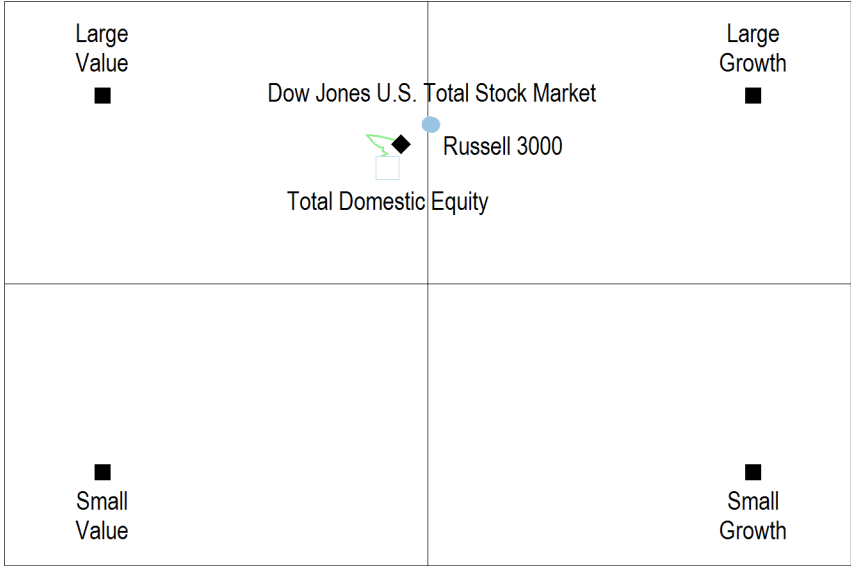 Large
Value
Large
Growth
Dow Jones U.S. Total Stock Market
Russell 3000
Total Domestic Equity
Small
Value
Small
Growth